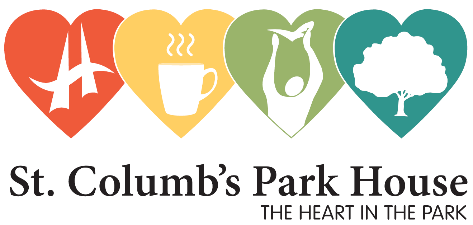 St. Columb's Park House
THE HEART IN THE PARK